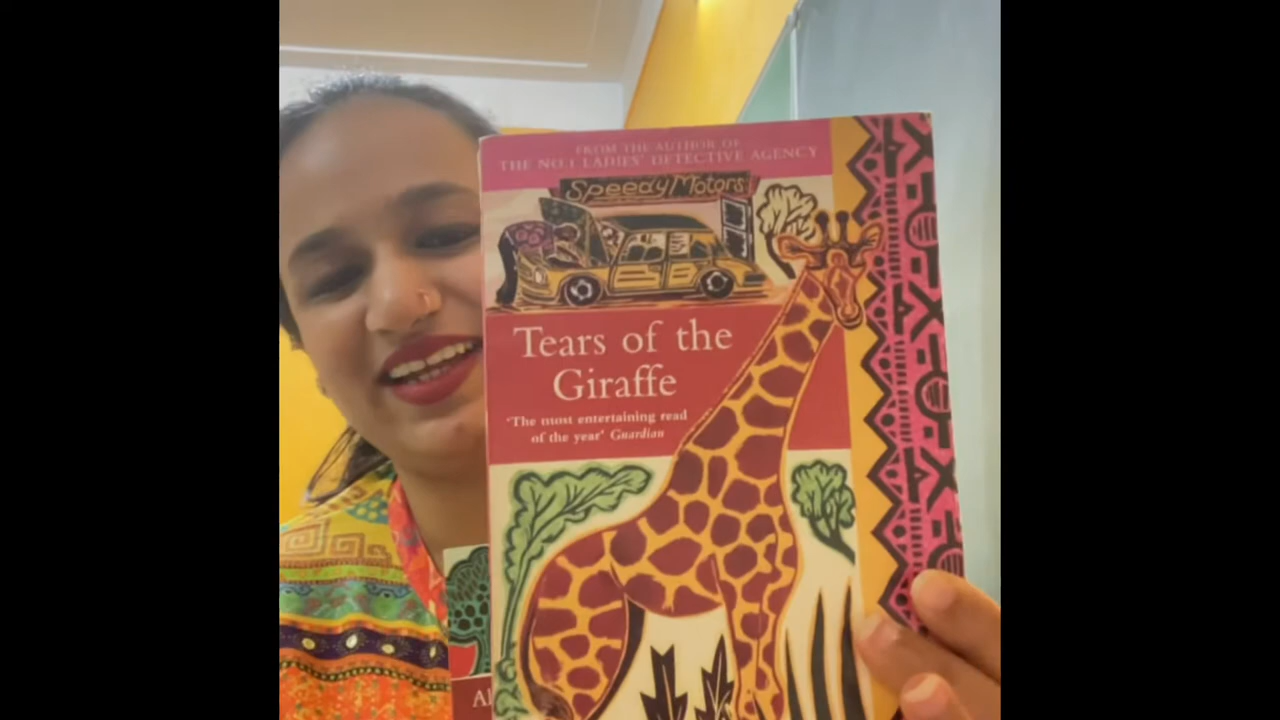 FROM THE AUTHOR OF
THE NO.1 LADIES' DETECTIVE AGENCY
Speedy Motors
Tears of the
Giraffe
'The most entertaining read
of the year' Guardian
Al